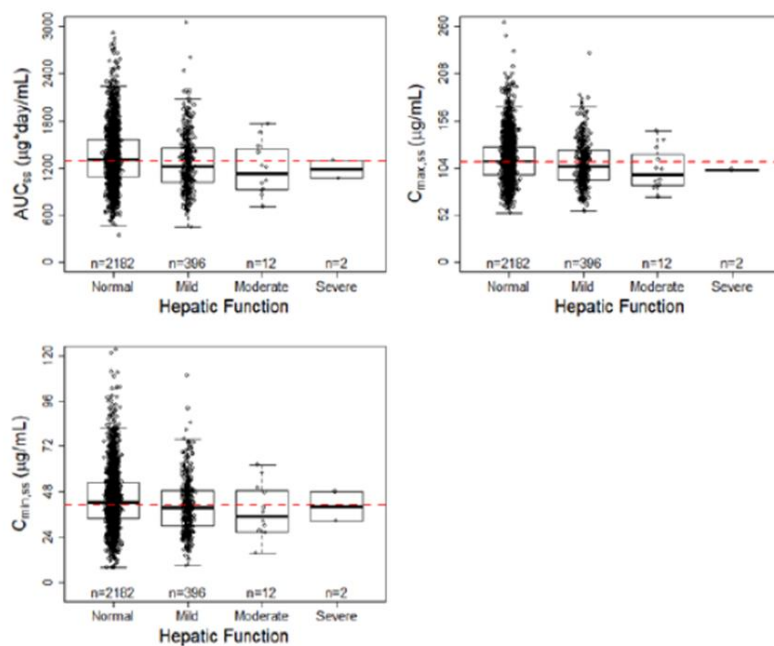 AUCss (µg*day/mL)
0 600 1200 1800 2400 3000
n=2182 n=396 n=12 n=2
Normal Mild Moderate Severe
Hepatic Function
Cmax,ss (µg/mL)
0 52 104 156 208 260
n=2182 n=396 n=12 n=2
Normal Mild Moderate Severe
Hepatic Function
Cmin,ss (µg/mL)
0 24 48 72 96 120
n=2182 n=396 n=12 n=2
Normal Mild Moderate Severe
Hepatic Function